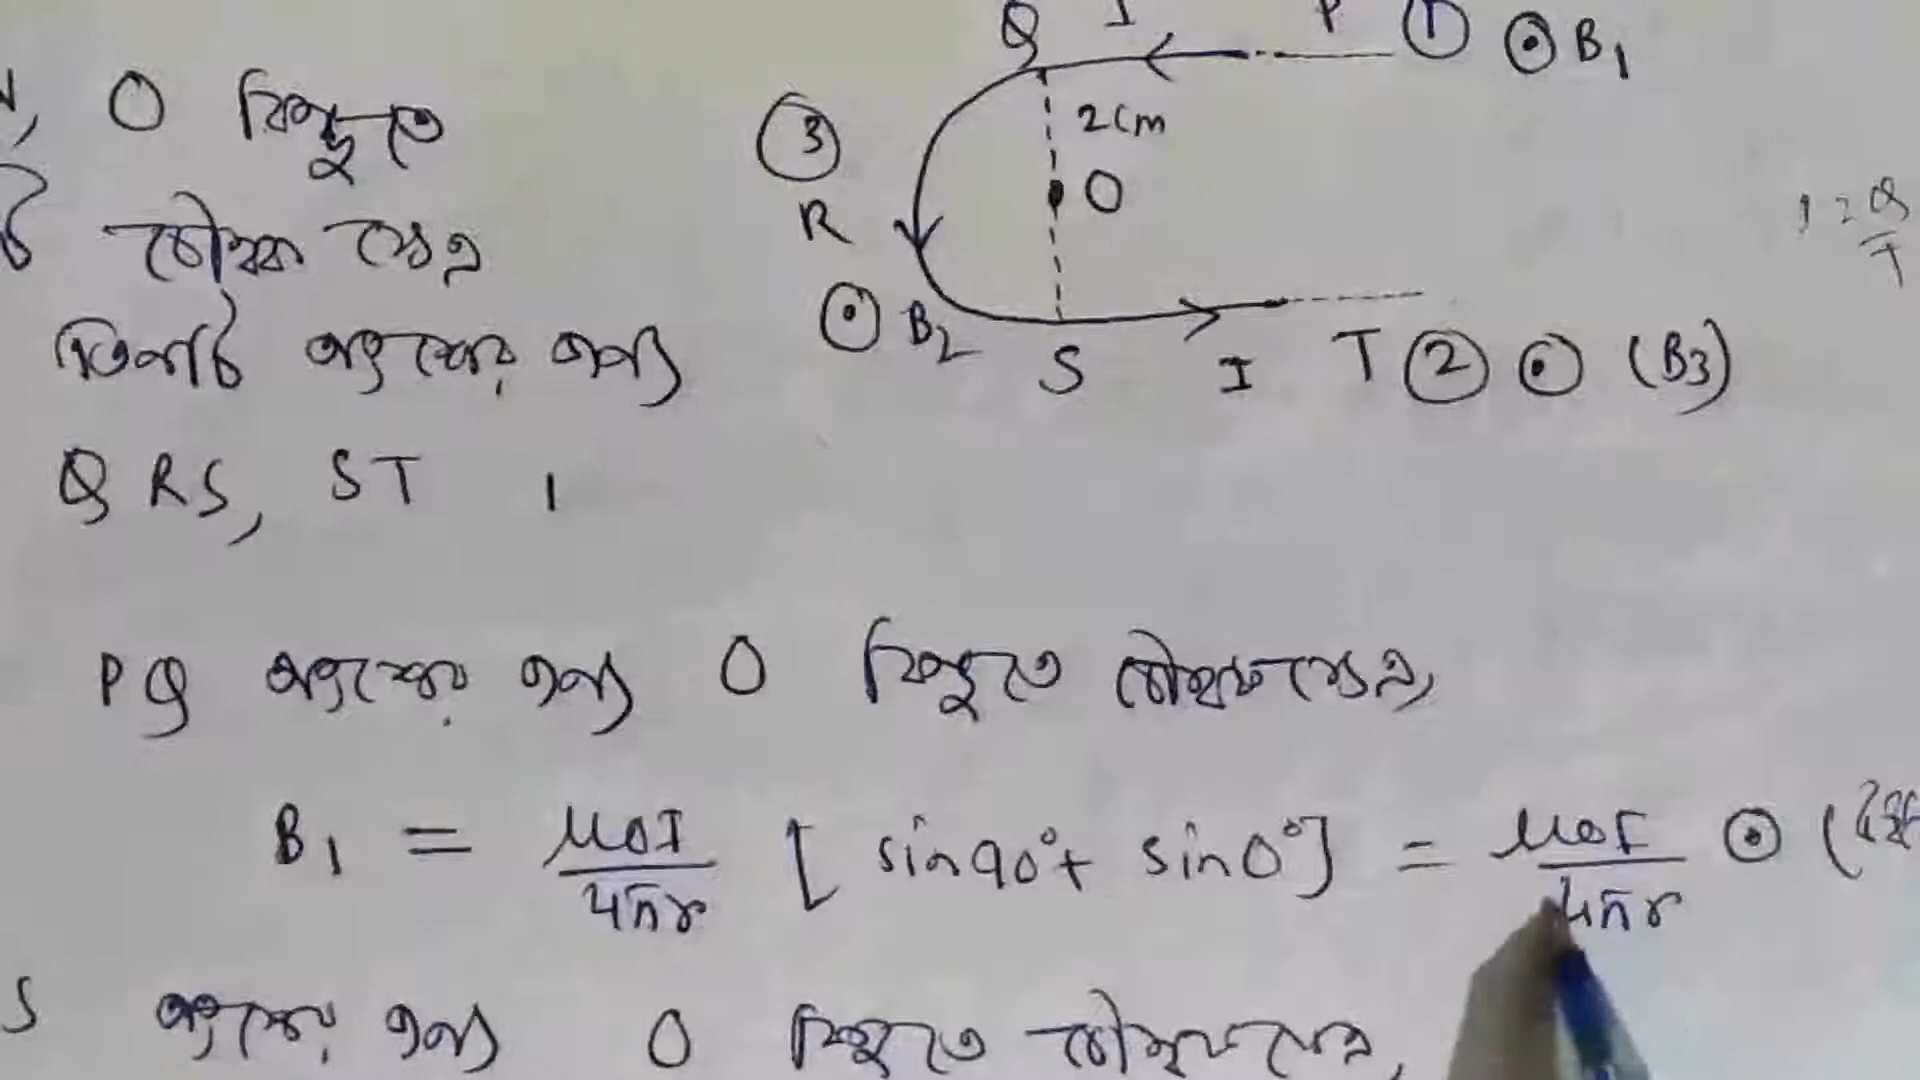 Q I P ① ⊙ B₁
O বিন্দুতে
③ 2cm
চৌম্বক ক্ষেত্র
R O
⊙ B₂ S I T ② ⊙ (B₃)
তিনটি অংশের জন্য
QRS, ST ।
PQ অংশের জন্য O বিন্দুতে চৌম্বকক্ষেত্র,
B₁ = μ₀I/4πr [sin90° + sin0°] = μ₀I/4πr ⊙
S অংশের জন্য O বিন্দুতে চৌম্বকক্ষেত্র,